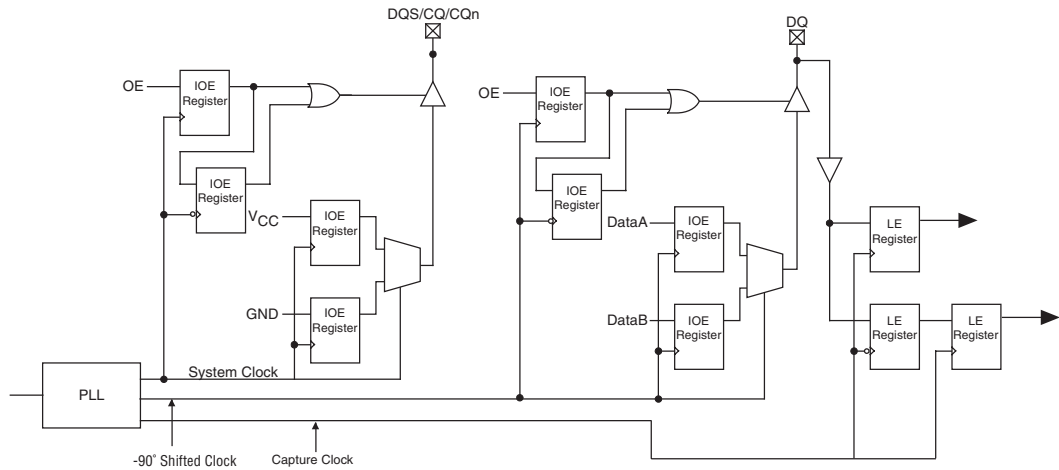 DQS/CQ/CQn
DQ
OE
IOE
Register
OE
IOE
Register
IOE
Register
IOE
Register
VCC
IOE
Register
DataA
IOE
Register
LE
Register
GND
IOE
Register
DataB
IOE
Register
LE
Register
LE
Register
System Clock
PLL
-90° Shifted Clock
Capture Clock